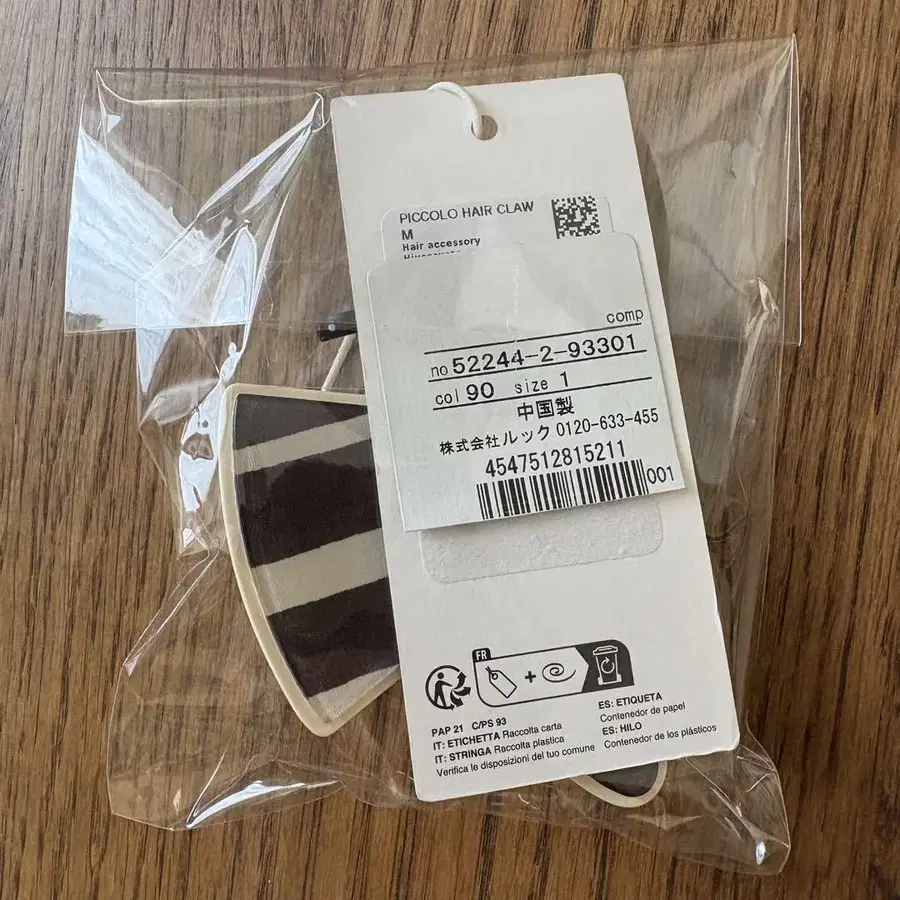 PICCOLO HAIR CLAW
M
Hair accessory
comp
no 52244-2-93301
col 90 size 1
中国製
株式会社ルック 0120-633-455
4547512815211
001
FR
PAP 21 C/PS 93
IT: ETICHETTA Raccolta carta
IT: STRINGA Raccolta plastica
Verifica le disposizioni del tuo comune
ES: ETIQUETA
Contenedor de papel
ES: HILO
Contenedor de los plásticos